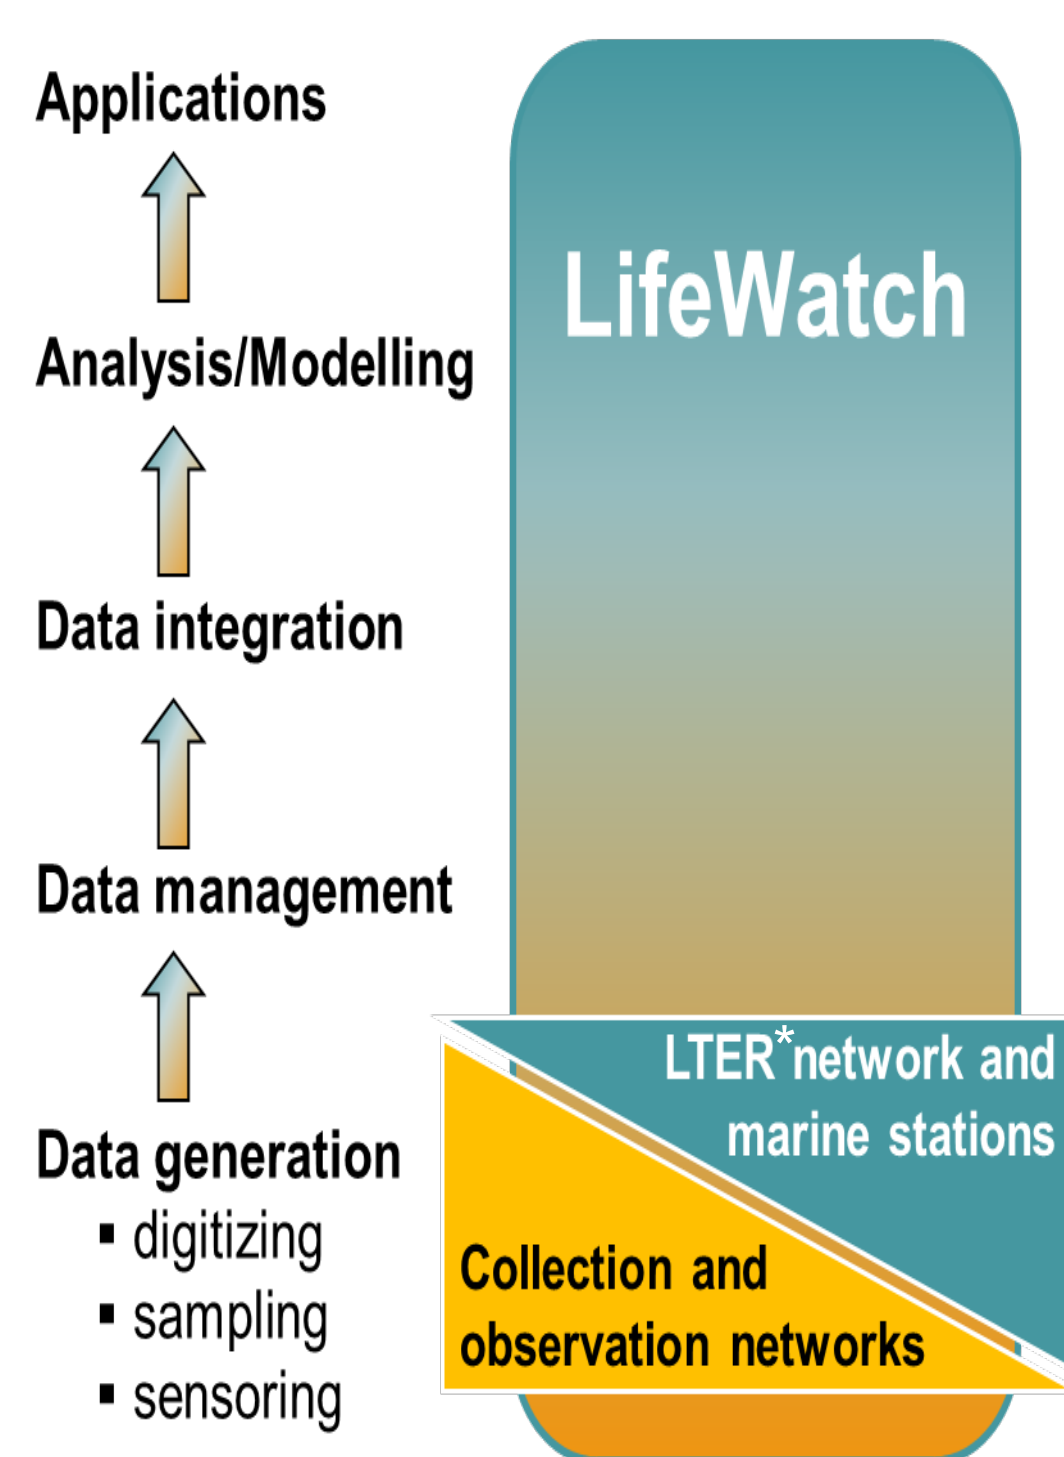 Applications
Analysis/Modelling
Data integration
Data management
Data generation
▪ digitizing
▪ sampling
▪ sensoring
LifeWatch
LTER*network and
marine stations
Collection and
observation networks